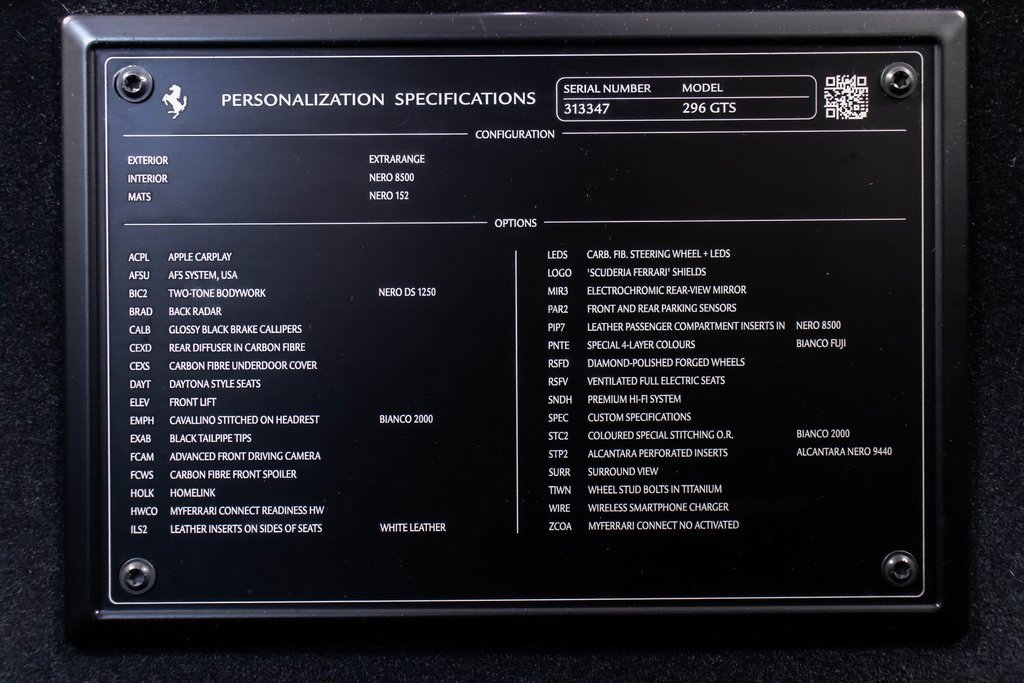 PERSONALIZATION SPECIFICATIONS
SERIAL NUMBER MODEL
313347 296 GTS
CONFIGURATION
EXTERIOR EXTRARANGE
INTERIOR NERO 8500
MATS NERO 152
OPTIONS
ACPL APPLE CARPLAY
AFSU AFS SYSTEM, USA
BIC2 TWO-TONE BODYWORK NERO DS 1250
BRAD BACK RADAR
CALB GLOSSY BLACK BRAKE CALLIPERS
CEXD REAR DIFFUSER IN CARBON FIBRE
CEXS CARBON FIBRE UNDERDOOR COVER
DAYT DAYTONA STYLE SEATS
ELEV FRONT LIFT
EMPH CAVALLINO STITCHED ON HEADREST BIANCO 2000
EXAB BLACK TAILPIPE TIPS
FCAM ADVANCED FRONT DRIVING CAMERA
FCWS CARBON FIBRE FRONT SPOILER
HOLK HOMELINK
HWCO MYFERRARI CONNECT READINESS HW
ILS2 LEATHER INSERTS ON SIDES OF SEATS WHITE LEATHER
LEDS CARB. FIB. STEERING WHEEL + LEDS
LOGO 'SCUDERIA FERRARI' SHIELDS
MIR3 ELECTROCHROMIC REAR-VIEW MIRROR
PAR2 FRONT AND REAR PARKING SENSORS
PIP7 LEATHER PASSENGER COMPARTMENT INSERTS IN NERO 8500
PNTE SPECIAL 4-LAYER COLOURS BIANCO FUJI
RSFD DIAMOND-POLISHED FORGED WHEELS
RSFV VENTILATED FULL ELECTRIC SEATS
SNDH PREMIUM HI-FI SYSTEM
SPEC CUSTOM SPECIFICATIONS
STC2 COLOURED SPECIAL STITCHING O.R. BIANCO 2000
STP2 ALCANTARA PERFORATED INSERTS ALCANTARA NERO 9440
SURR SURROUND VIEW
TIWN WHEEL STUD BOLTS IN TITANIUM
WIRE WIRELESS SMARTPHONE CHARGER
ZCOA MYFERRARI CONNECT NO ACTIVATED